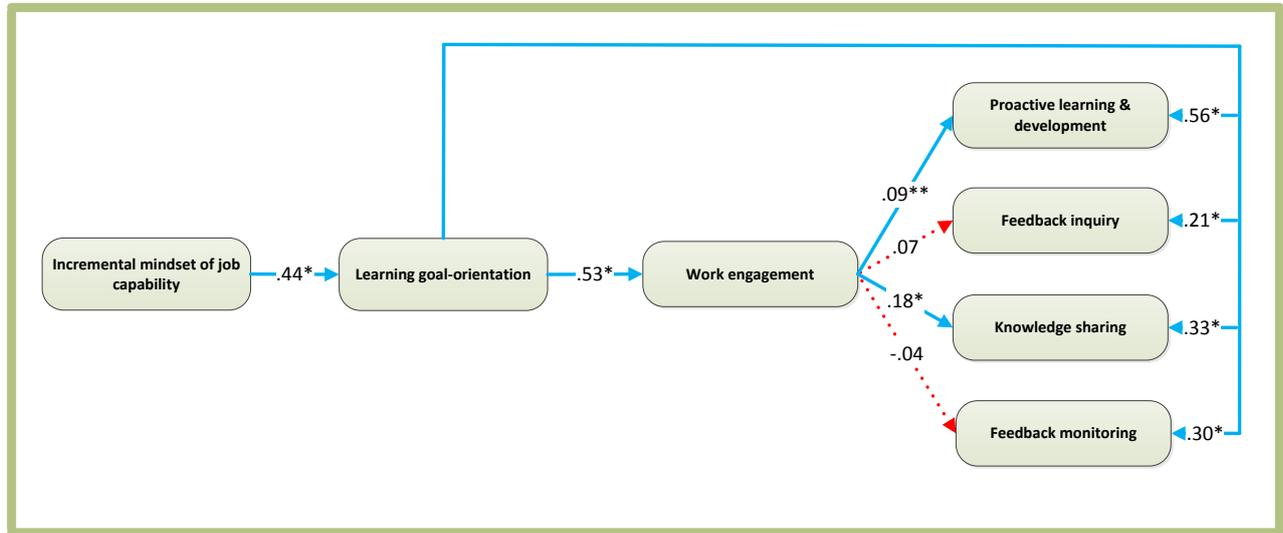 Proactive learning &
development
.56*
.09**
Feedback inquiry
.21*
.07
Incremental mindset of job
capability
.44*
Learning goal-orientation
.53*
Work engagement
.18*
Knowledge sharing
.33*
-.04
Feedback monitoring
.30*